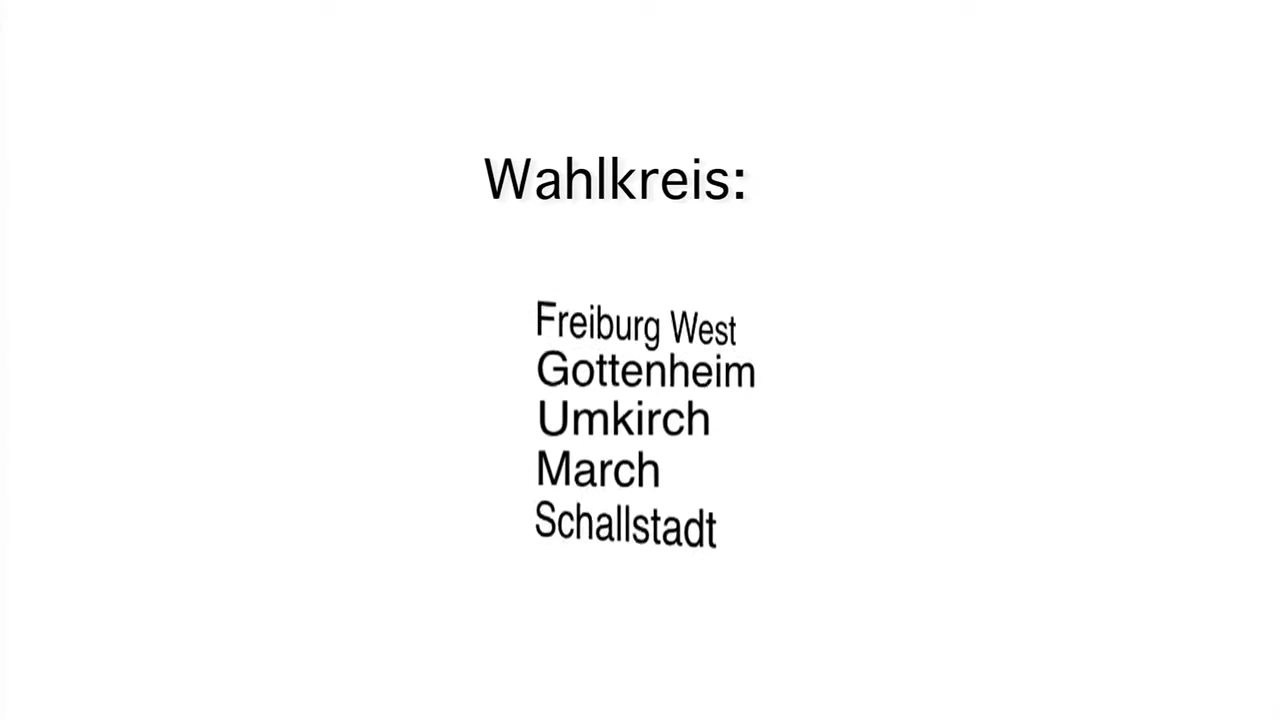 Wahlkreis:
Freiburg West
Gottenheim
Umkirch
March
Schallstadt